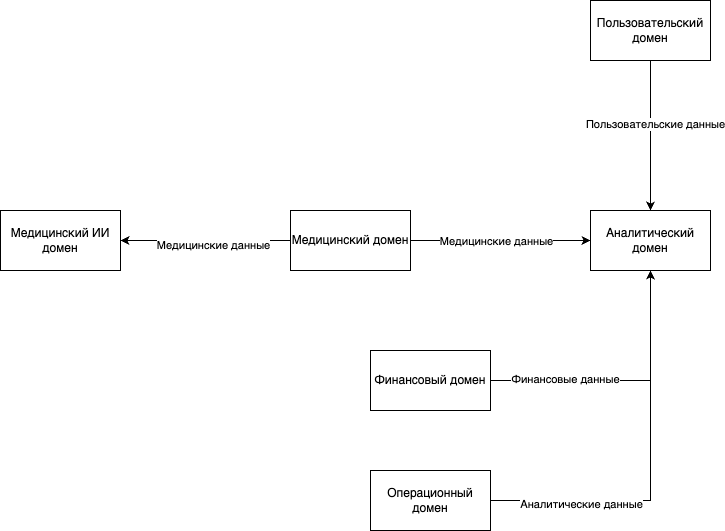 Пользовательский
домен
Пользовательские данные
Медицинский ИИ
домен
Медицинские данные
Медицинский домен
Медицинские данные
Аналитический
домен
Финансовый домен
Финансовые данные
Операционный
домен
Аналитические данные